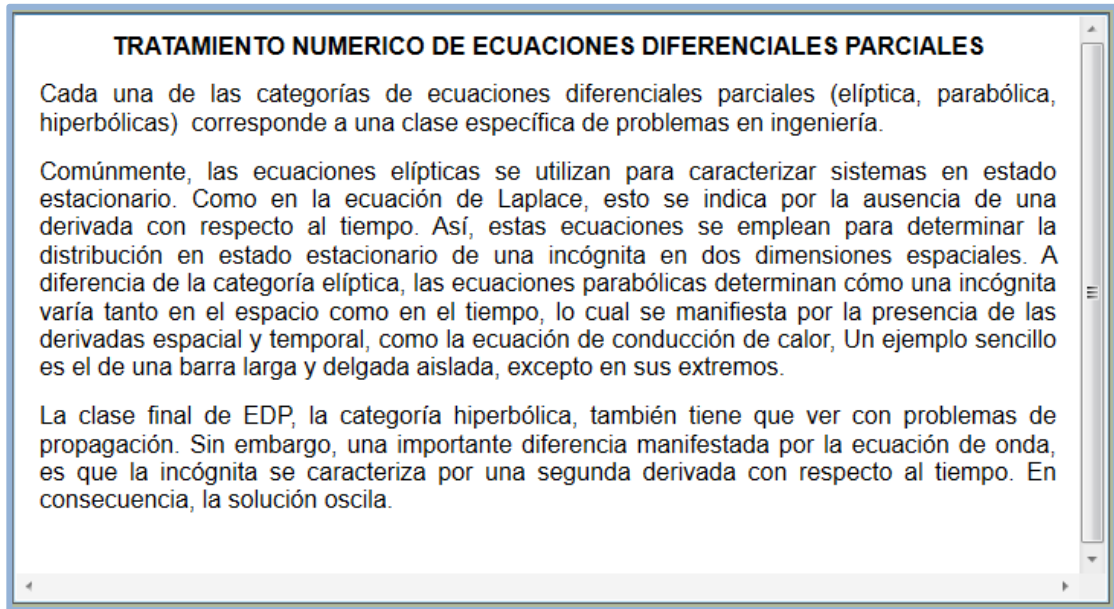 TRATAMIENTO NUMERICO DE ECUACIONES DIFERENCIALES PARCIALES
Cada una de las categorías de ecuaciones diferenciales parciales (elíptica, parabólica,
hiperbólicas) corresponde a una clase específica de problemas en ingeniería.
Comúnmente, las ecuaciones elípticas se utilizan para caracterizar sistemas en estado
estacionario. Como en la ecuación de Laplace, esto se indica por la ausencia de una
derivada con respecto al tiempo. Así, estas ecuaciones se emplean para determinar la
distribución en estado estacionario de una incógnita en dos dimensiones espaciales. A
diferencia de la categoría elíptica, las ecuaciones parabólicas determinan cómo una incógnita
varía tanto en el espacio como en el tiempo, lo cual se manifiesta por la presencia de las
derivadas espacial y temporal, como la ecuación de conducción de calor, Un ejemplo sencillo
es el de una barra larga y delgada aislada, excepto en sus extremos.
La clase final de EDP, la categoría hiperbólica, también tiene que ver con problemas de
propagación. Sin embargo, una importante diferencia manifestada por la ecuación de onda,
es que la incógnita se caracteriza por una segunda derivada con respecto al tiempo. En
consecuencia, la solución oscila.